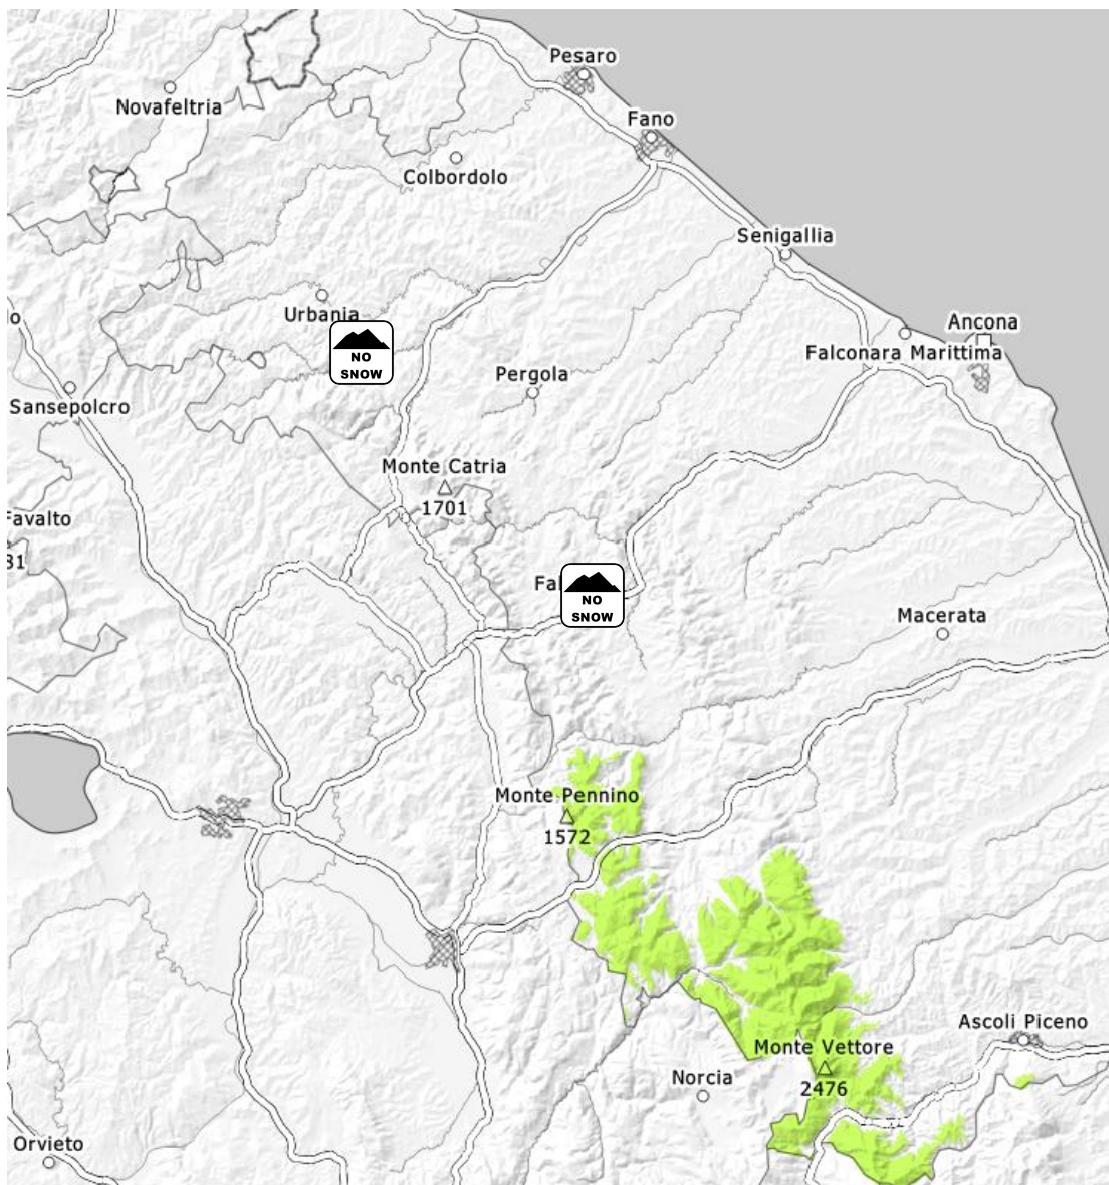 Pesaro
Novafeltria
Fano
Colbordolo
Senigallia
Urbania
NO
SNOW
Ancona
Falconara Marittima
Pergola
Sansepolcro
Monte Catria
1701
Favalto
Fa
NO
SNOW
Macerata
Monte Pennino
1572
Ascoli Piceno
Monte Vettore
2476
Norcia
Orvieto